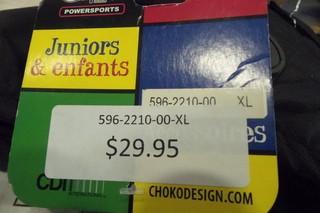 POWERSPORTS
Juniors
& enfants
596-2210-00 XL
596-2210-00-XL
$29.95
CHOKODESIGN.COM